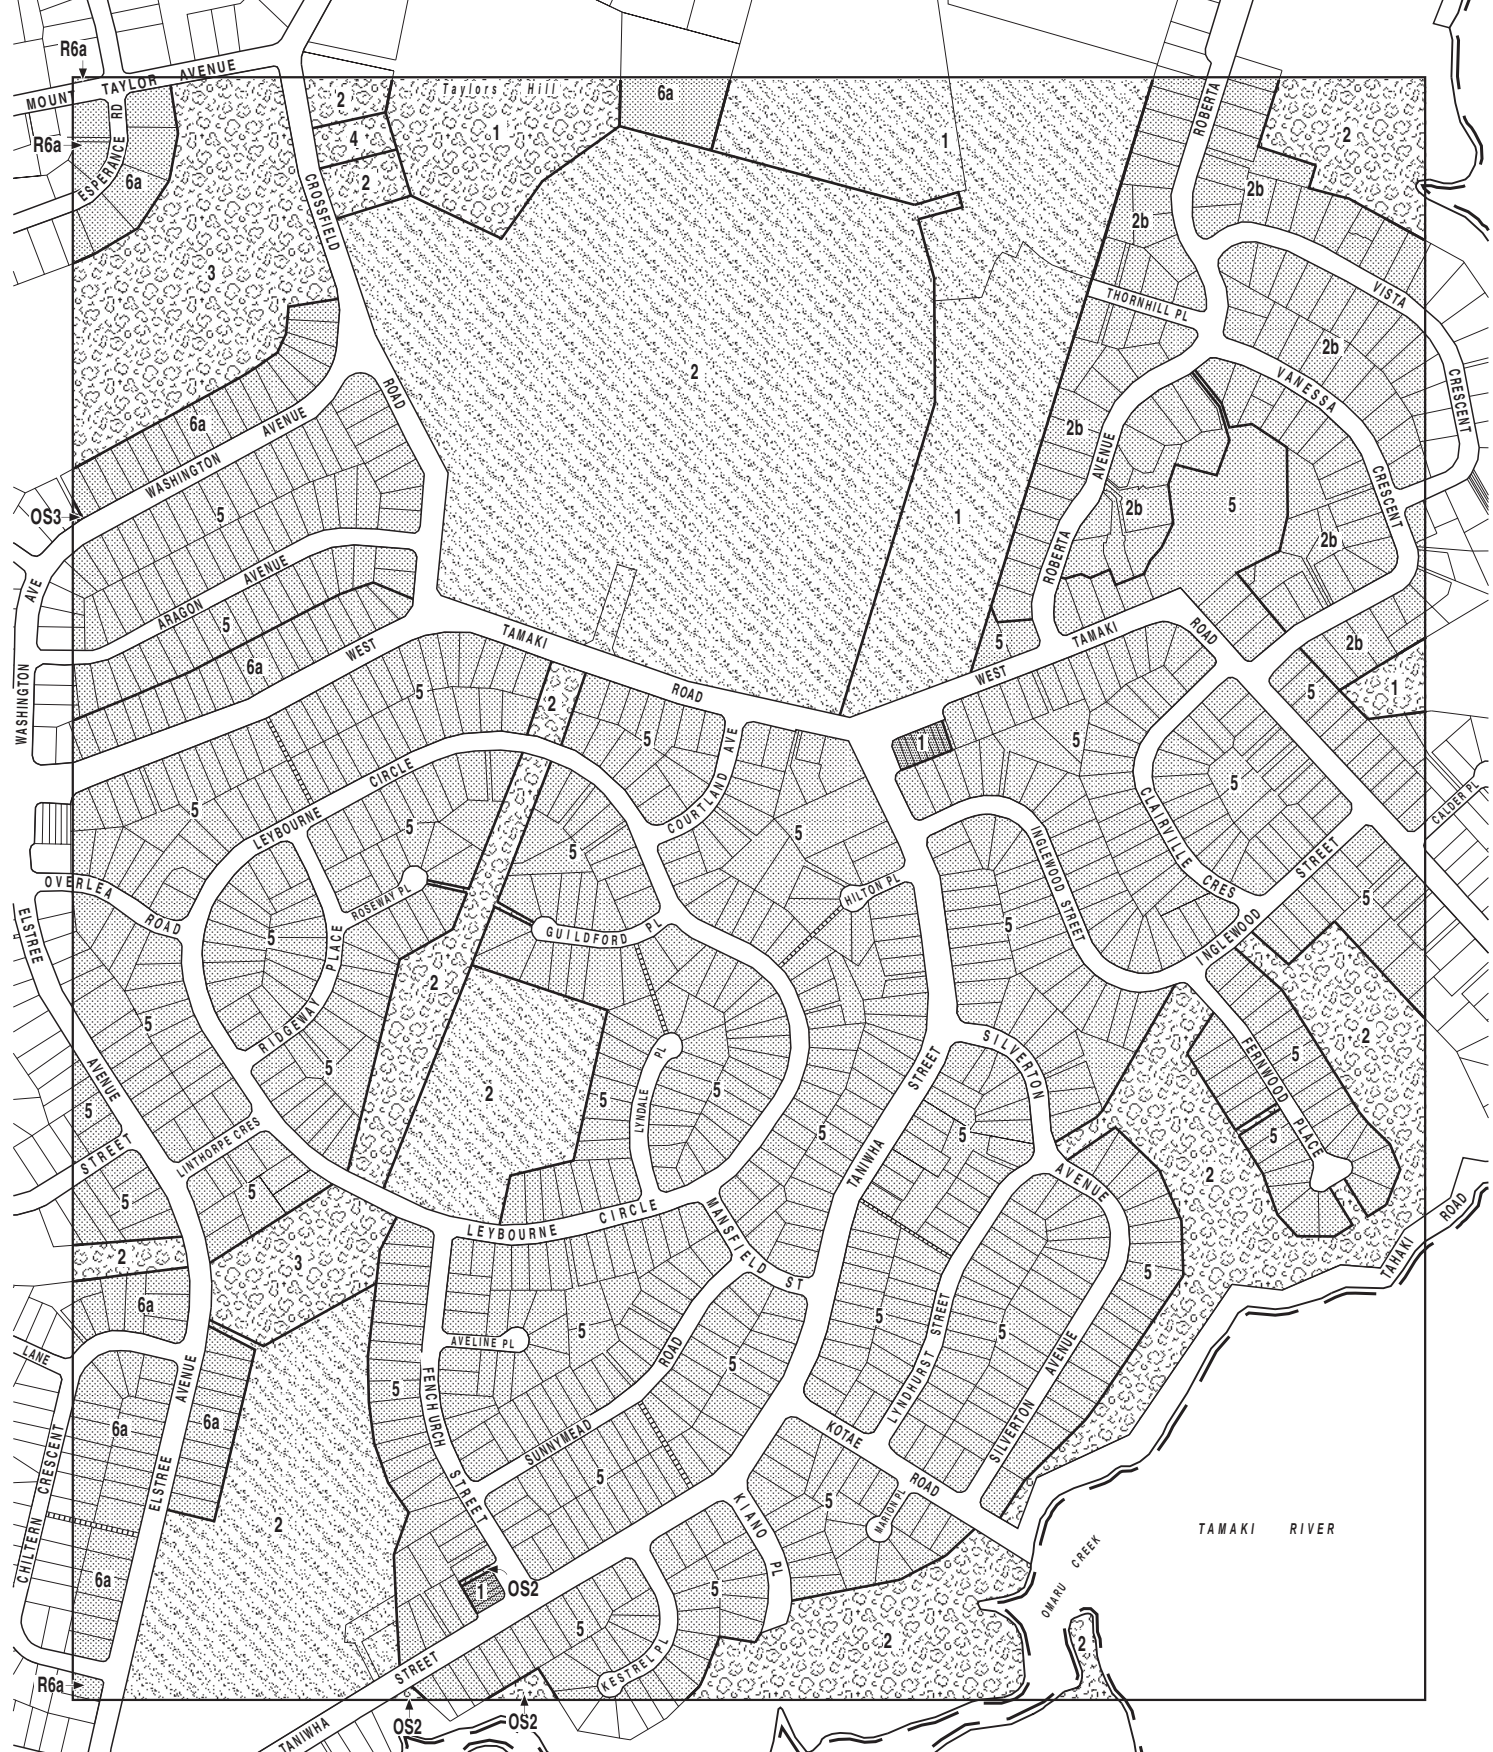 R6a
MOUNT TAYLOR AVENUE
Taylors Hill
6a
2
1
1
2
4
2
ESPERANCE RD
R6a
6a
CROSSFIELD
ROAD
ROBERTA
2b
2b
3
THORNHILL PL
VISTA
CRESCENT
2b
VANESSA
CRESCENT
2
6a
WASHINGTON AVENUE
2b
AVENUE
ROBERTA
OS3
5
1
2b
5
2b
AVE
WASHINGTON
ARAGON AVENUE
5
6a
WEST
TAMAKI
ROAD
5
WEST
TAMAKI
ROAD
2b
5
1
5
2
5
COURTLAND AVE
1
5
5
CLAIRVILLE
CRES
CALDER PL
LEYBOURNE CIRCLE
5
5
5
5
INGLEWOOD STREET
INGLEWOOD
STREET
5
OVERLEA
ROAD
ROSEWAY PL
HILTON PL
ELSTREE
AVENUE
5
PLACE
RIDGEWAY
GUILDFORD PL
5
2
5
5
2
PL
LYNDALE
5
5
SILVERTON
AVENUE
STREET
TANIWHA
FERNWOOD
PLACE
5
2
5
2
5
STREET
LINTHORPE CRES
5
5
5
5
2
3
LEYBOURNE CIRCLE
MANSFIELD ST
TAHAKI
ROAD
5
6a
LANE
AVELINE PL
5
5
LYNDHURST STREET
5
SILVERTON AVENUE
6a
6a
AVENUE
ELSTREE
CHILTERN CRESCENT
5
FENCHURCH
STREET
SUNNYMEAD
ROAD
5
5
KOTAE
ROAD
MARION PL
5
2
KIANO
PL
TAMAKI RIVER
OMARU CREEK
6a
1
OS2
5
5
2
2
KESTREL PL
R6a
STREET
TANIWHA
OS2
OS2